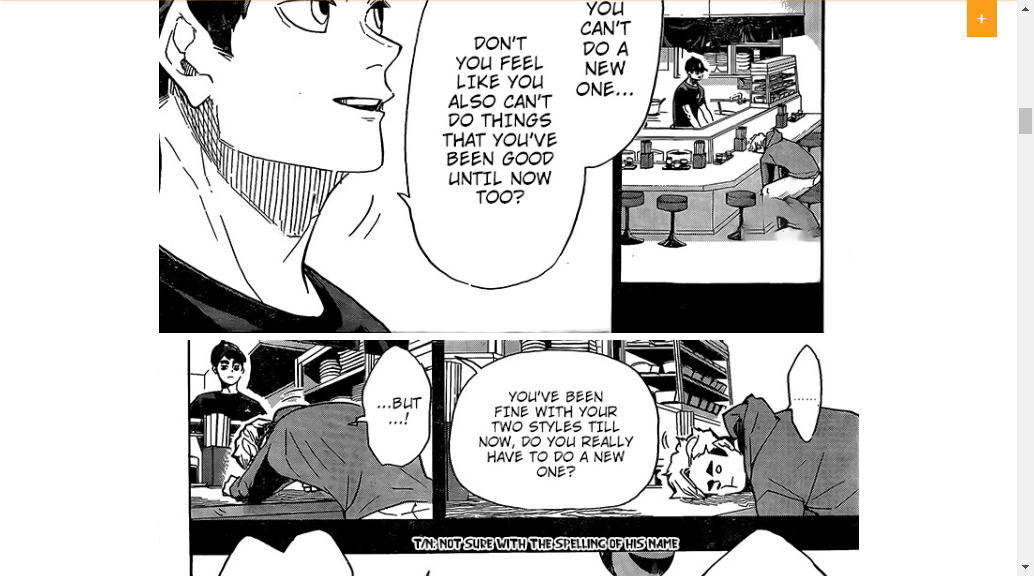 YOU
CAN'T
DO A
NEW
ONE...
DON'T
YOU FEEL
LIKE YOU
ALSO CAN'T
DO THINGS
THAT YOU'VE
BEEN GOOD
UNTIL NOW
TOO?
...BUT
...!
YOU'VE BEEN
FINE WITH YOUR
TWO STYLES TILL
NOW, DO YOU REALLY
HAVE TO DO A NEW
ONE?
......
T/N: NOT SURE WITH THE SPELLING OF HIS NAME
+